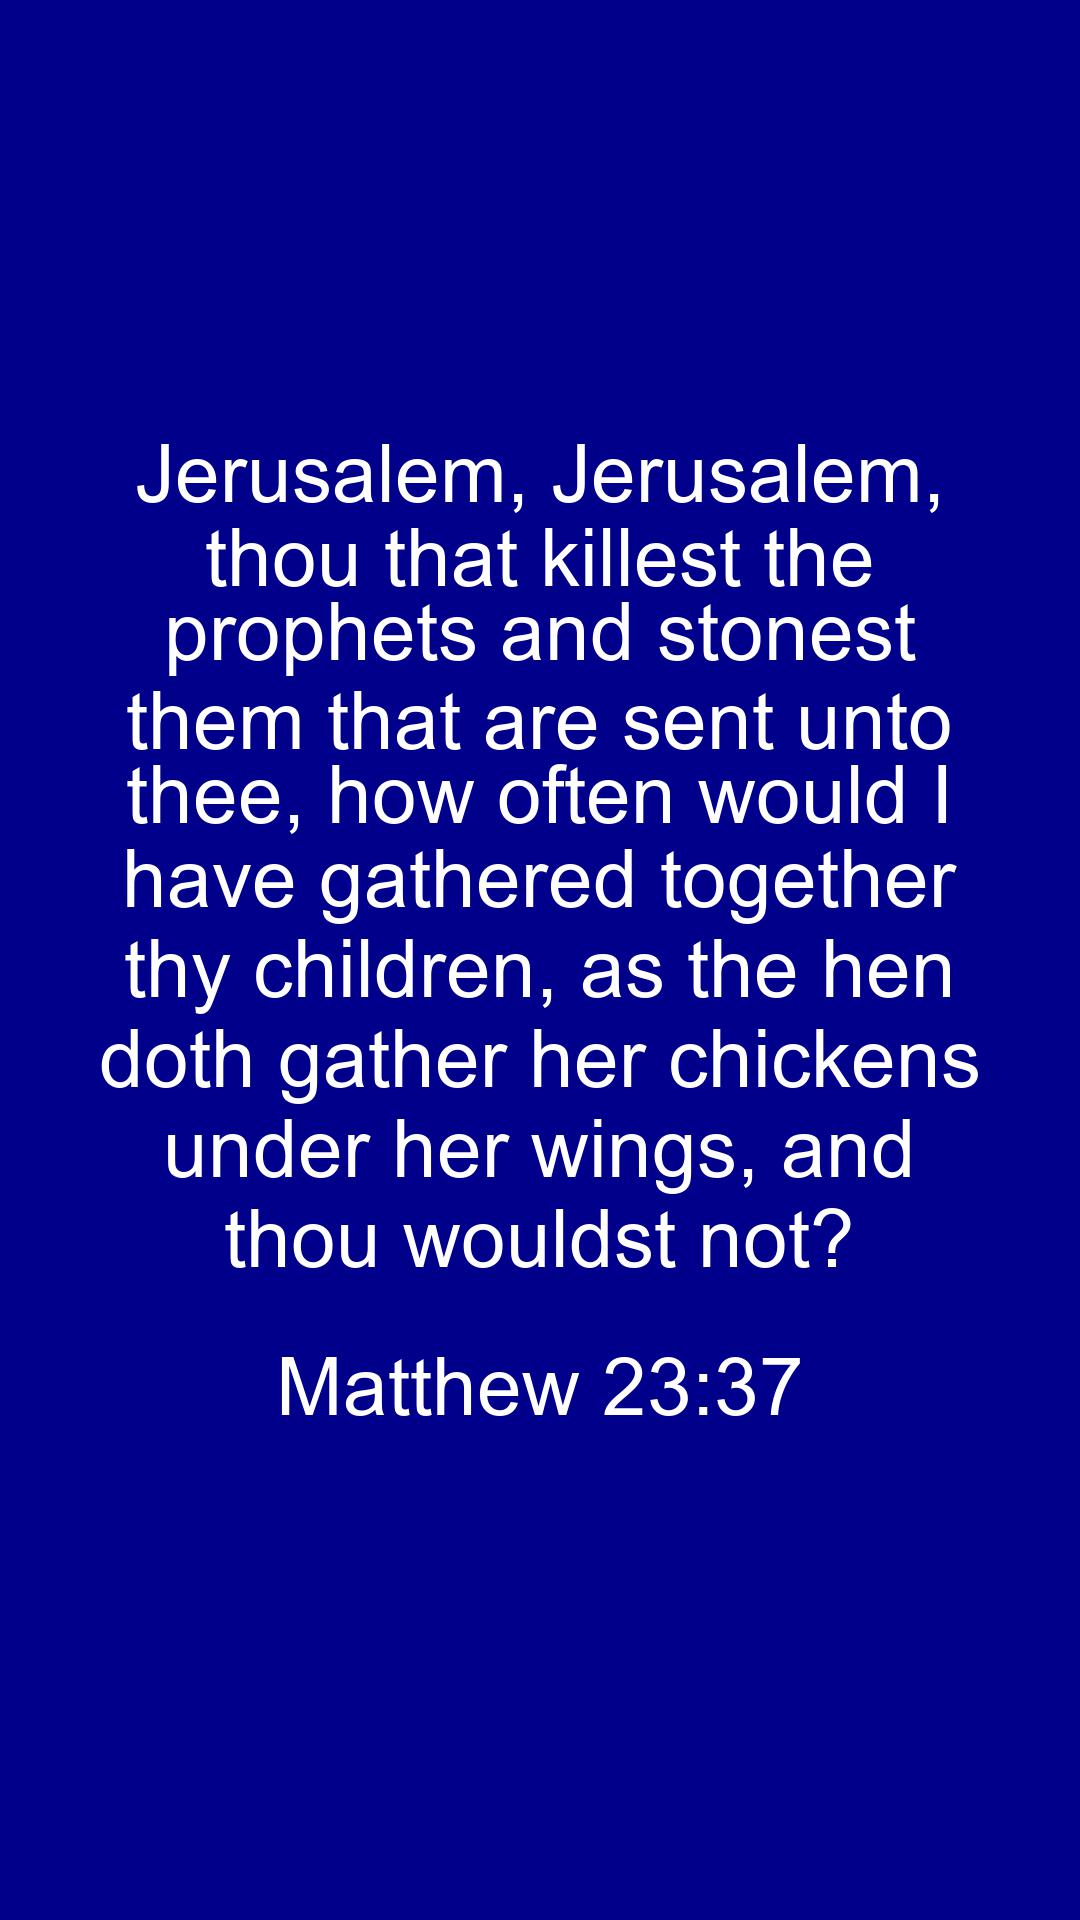 Jerusalem, Jerusalem,
thou that killest the
prophets and stonest
them that are sent unto
thee, how often would I
have gathered together
thy children, as the hen
doth gather her chickens
under her wings, and
thou wouldst not?
Matthew 23:37